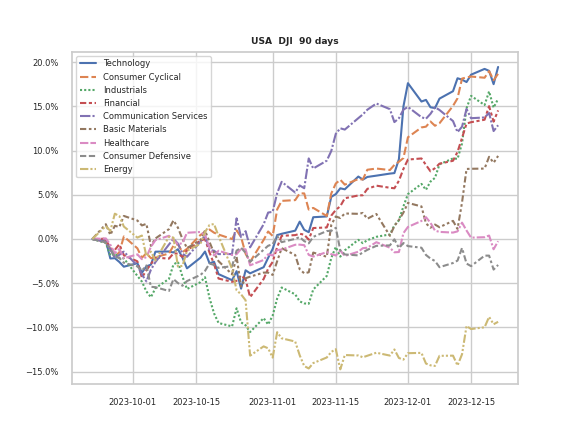 USA DJI 90 days
20.0%
15.0%
10.0%
5.0%
0.0%
−5.0%
−10.0%
−15.0%
Technology
Consumer Cyclical
Industrials
Financial
Communication Services
Basic Materials
Healthcare
Consumer Defensive
Energy
2023-10-01 2023-10-15 2023-11-01 2023-11-15 2023-12-01 2023-12-15